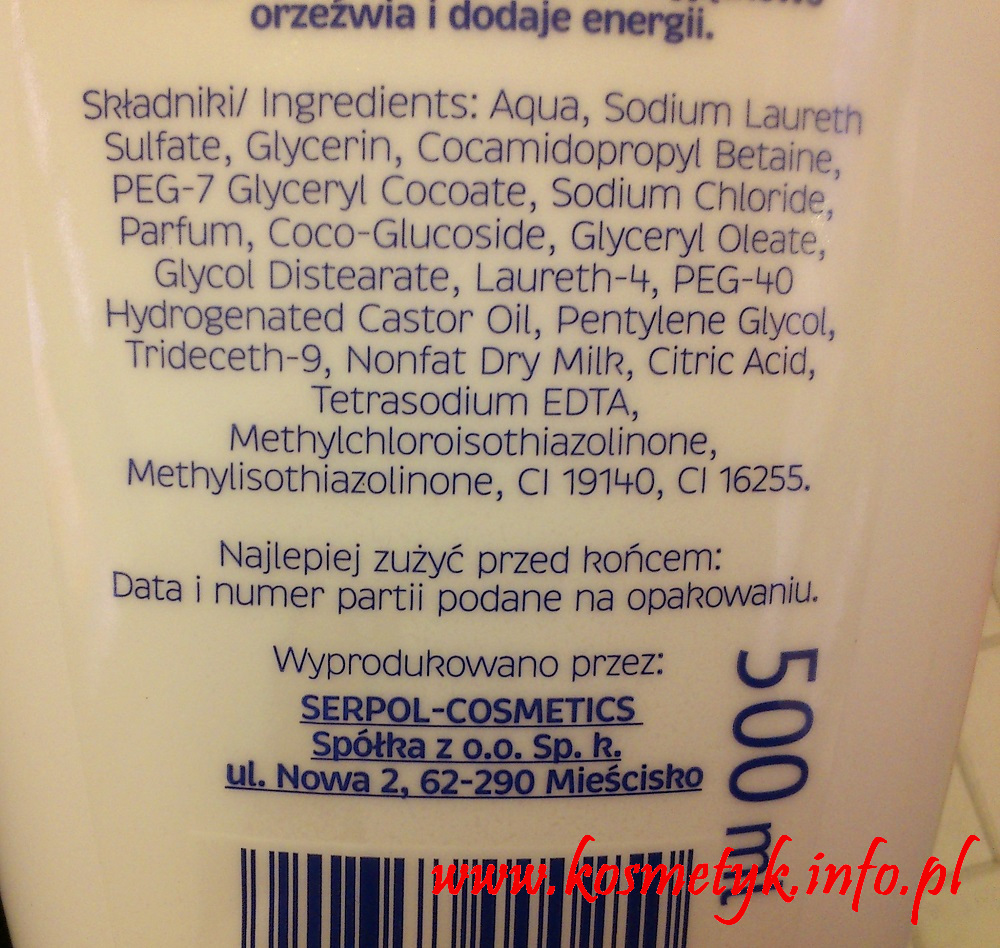 orzeźwia i dodaje energii.
Składniki/ Ingredients: Aqua, Sodium Laureth
Sulfate, Glycerin, Cocamidopropyl Betaine,
PEG-7 Glyceryl Cocoate, Sodium Chloride,
Parfum, Coco-Glucoside, Glyceryl Oleate,
Glycol Distearate, Laureth-4, PEG-40
Hydrogenated Castor Oil, Pentylene Glycol,
Trideceth-9, Nonfat Dry Milk, Citric Acid,
Tetrasodium EDTA,
Methylchloroisothiazolinone,
Methylisothiazolinone, CI 19140, CI 16255.
Najlepiej zużyć przed końcem:
Data i numer partii podane na opakowaniu.
Wyprodukowano przez:
SERPOL-COSMETICS
Spółka z o.o. Sp. k.
ul. Nowa 2, 62-290 Mieścisko
500 ml
www.kosmetyk.info.pl